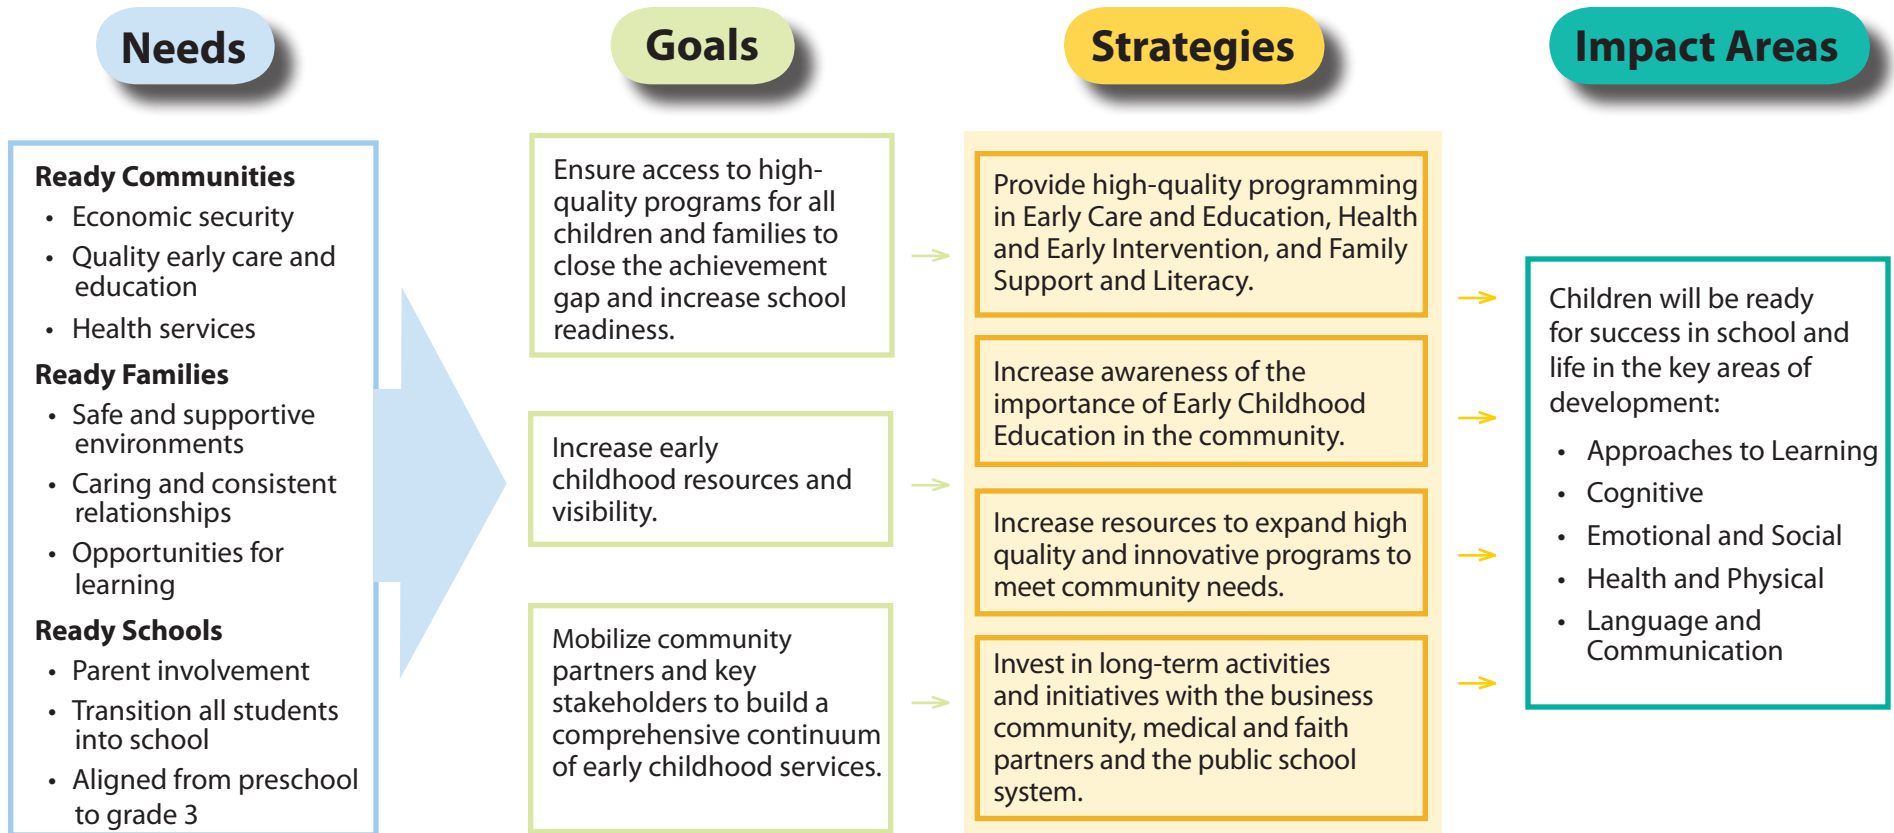 Needs
Goals
Strategies
Impact Areas
Ready Communities
• Economic security
• Quality early care and
education
• Health services
Ready Families
• Safe and supportive
environments
• Caring and consistent
relationships
• Opportunities for
learning
Ready Schools
• Parent involvement
• Transition all students
into school
• Aligned from preschool
to grade 3
Ensure access to high-
quality programs for all
children and families to
close the achievement
gap and increase school
readiness.
Increase early
childhood resources and
visibility.
Mobilize community
partners and key
stakeholders to build a
comprehensive continuum
of early childhood services.
Provide high-quality programming
in Early Care and Education, Health
and Early Intervention, and Family
Support and Literacy.
Increase awareness of the
importance of Early Childhood
Education in the community.
Increase resources to expand high
quality and innovative programs to
meet community needs.
Invest in long-term activities
and initiatives with the business
community, medical and faith
partners and the public school
system.
Children will be ready
for success in school and
life in the key areas of
development:
• Approaches to Learning
• Cognitive
• Emotional and Social
• Health and Physical
• Language and
Communication